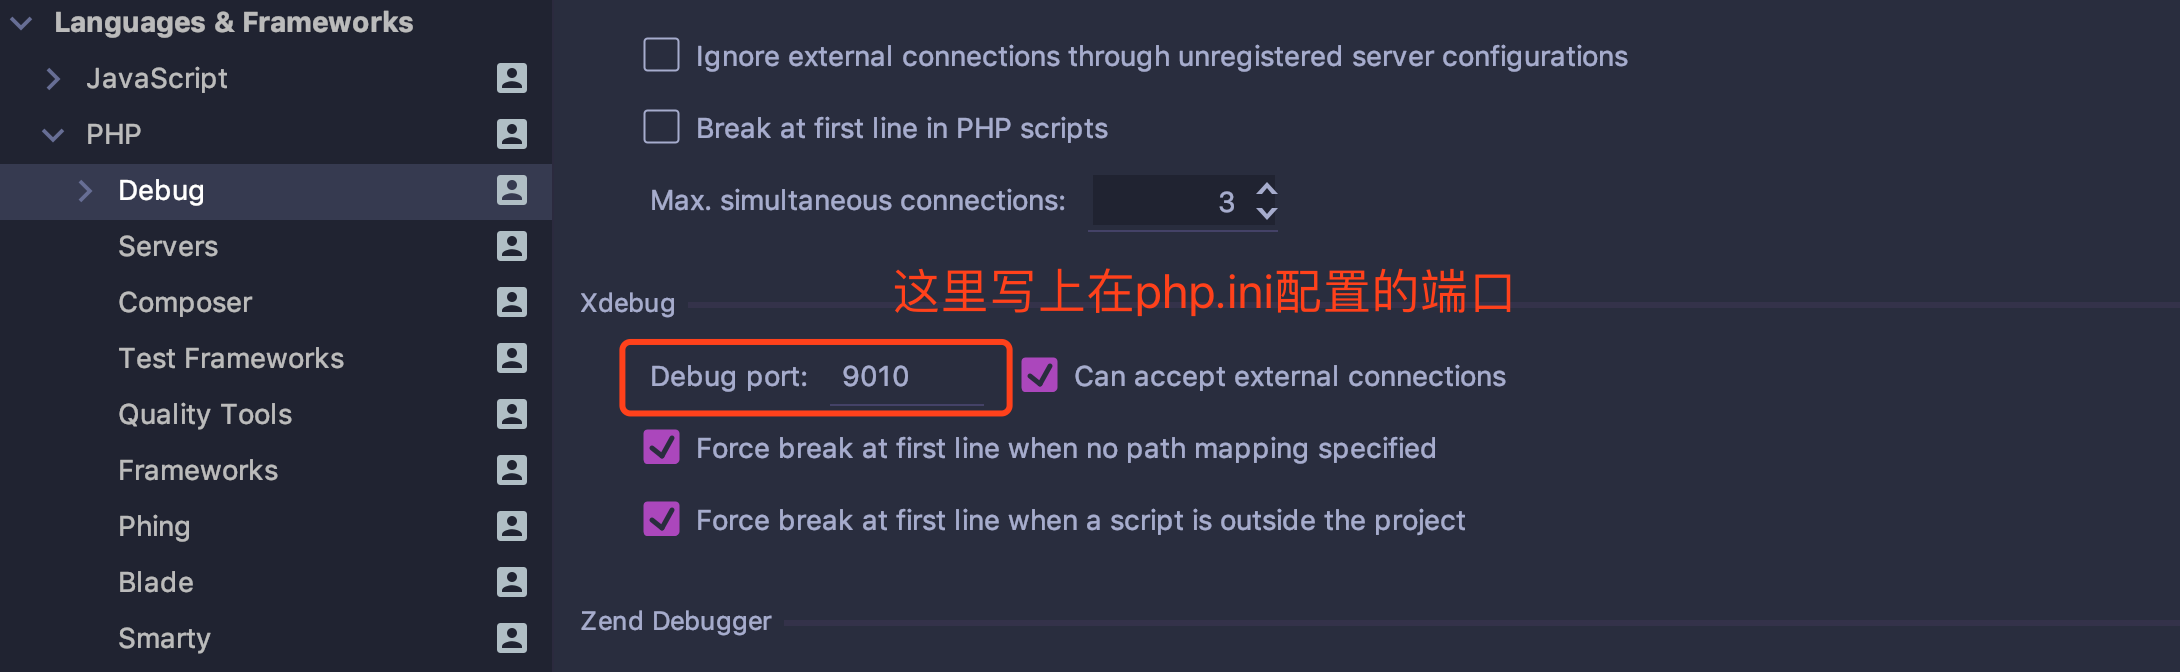 Languages & Frameworks
JavaScript
PHP
Debug
Servers
Composer
Test Frameworks
Quality Tools
Frameworks
Phing
Blade
Smarty
Ignore external connections through unregistered server configurations
Break at first line in PHP scripts
Max. simultaneous connections: 3
这里写上在php.ini配置的端口
Xdebug
Debug port: 9010 Can accept external connections
Force break at first line when no path mapping specified
Force break at first line when a script is outside the project
Zend Debugger